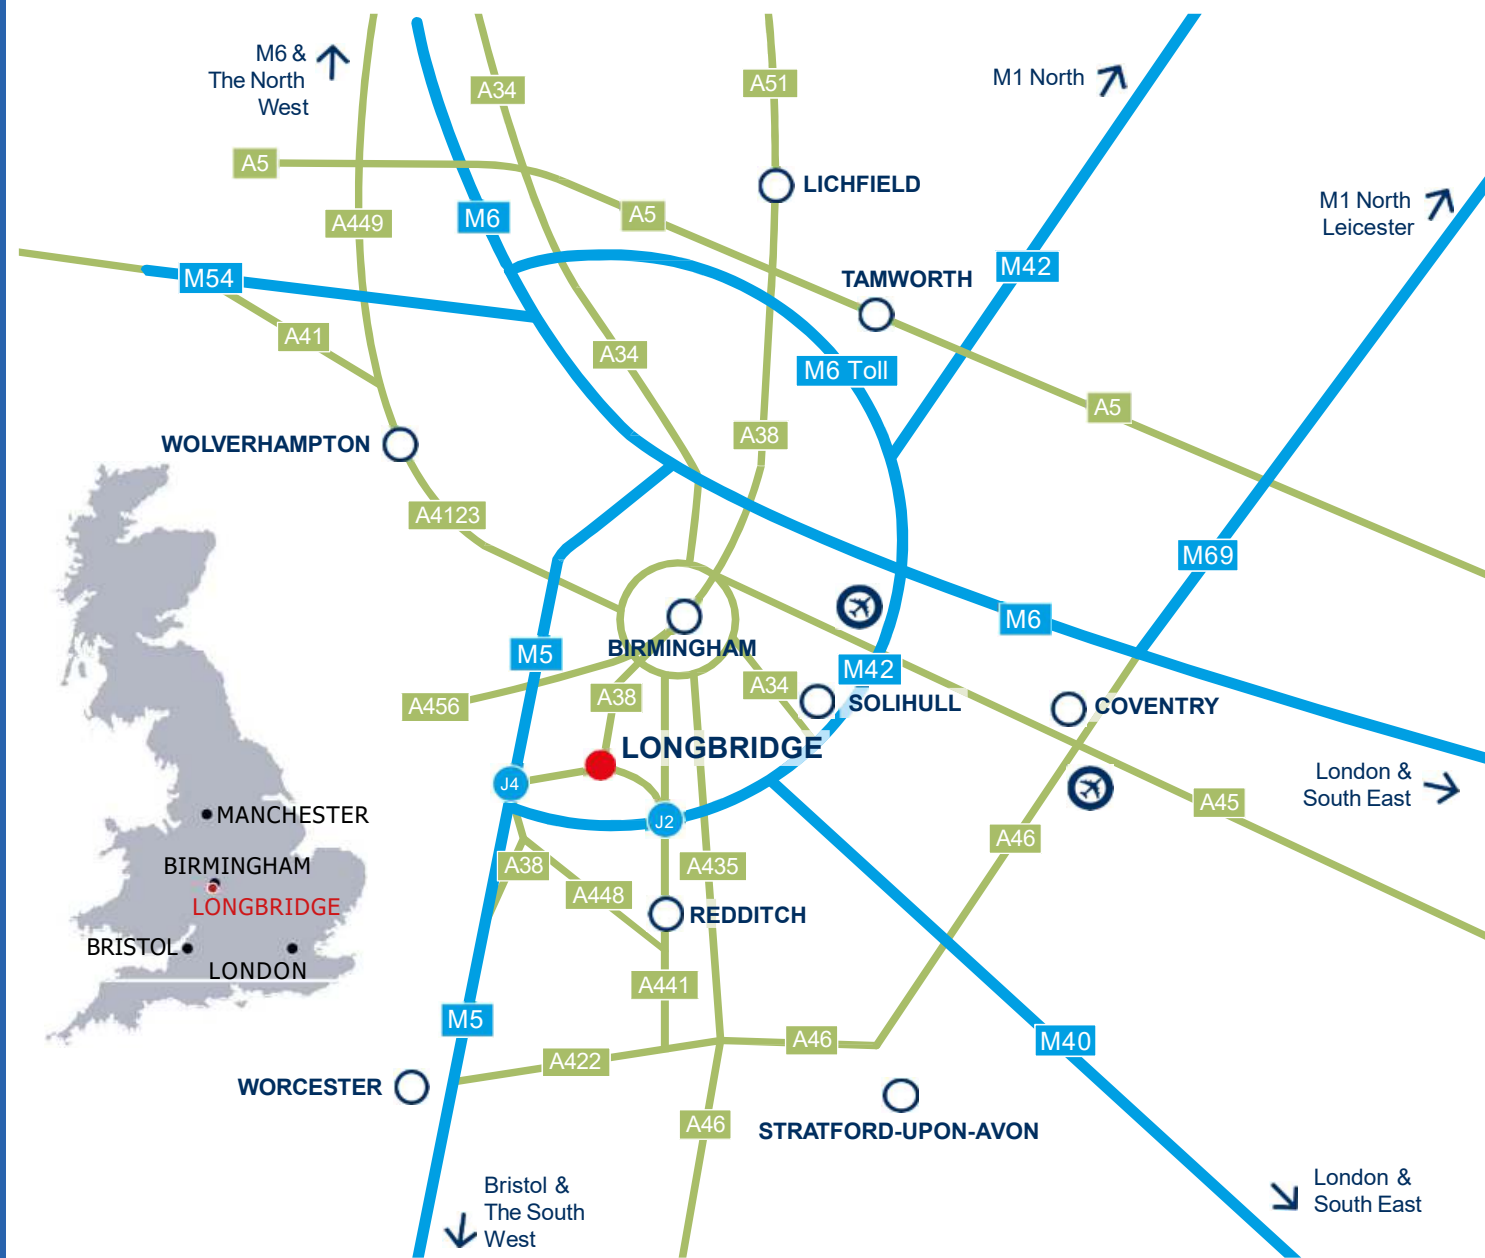 M6 &
The North
West
A34
A51
M1 North
A5
LICHFIELD
M1 North
Leicester
A449
M6
A5
M42
M54
TAMWORTH
A41
A34
M6 Toll
A5
A38
WOLVERHAMPTON
A4123
M69
M6
BIRMINGHAM
M5
M42
A34
A38
A456
SOLIHULL
COVENTRY
LONGBRIDGE
J4
London &
South East
A45
J2
MANCHESTER
A46
BIRMINGHAM
A38
A435
A448
LONGBRIDGE
REDDITCH
BRISTOL
LONDON
A441
M5
A46
M40
A422
WORCESTER
A46
STRATFORD-UPON-AVON
Bristol &
The South
West
London &
South East